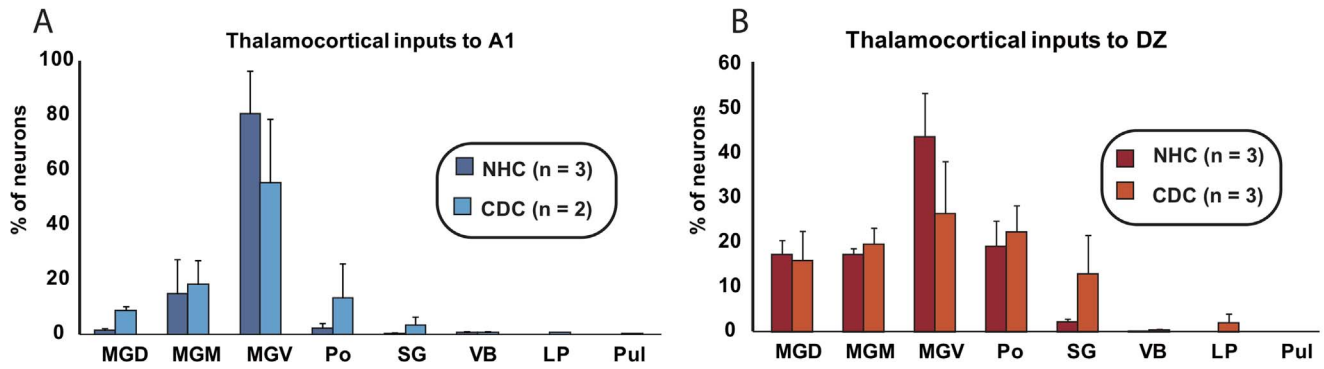 A
Thalamocortical inputs to A1
% of neurons
100
80
60
40
20
0
NHC (n = 3)
CDC (n = 2)
MGD MGM MGV Po SG VB LP Pul
B
Thalamocortical inputs to DZ
% of neurons
60
50
40
30
20
10
0
NHC (n = 3)
CDC (n = 3)
MGD MGM MGV Po SG VB LP Pul